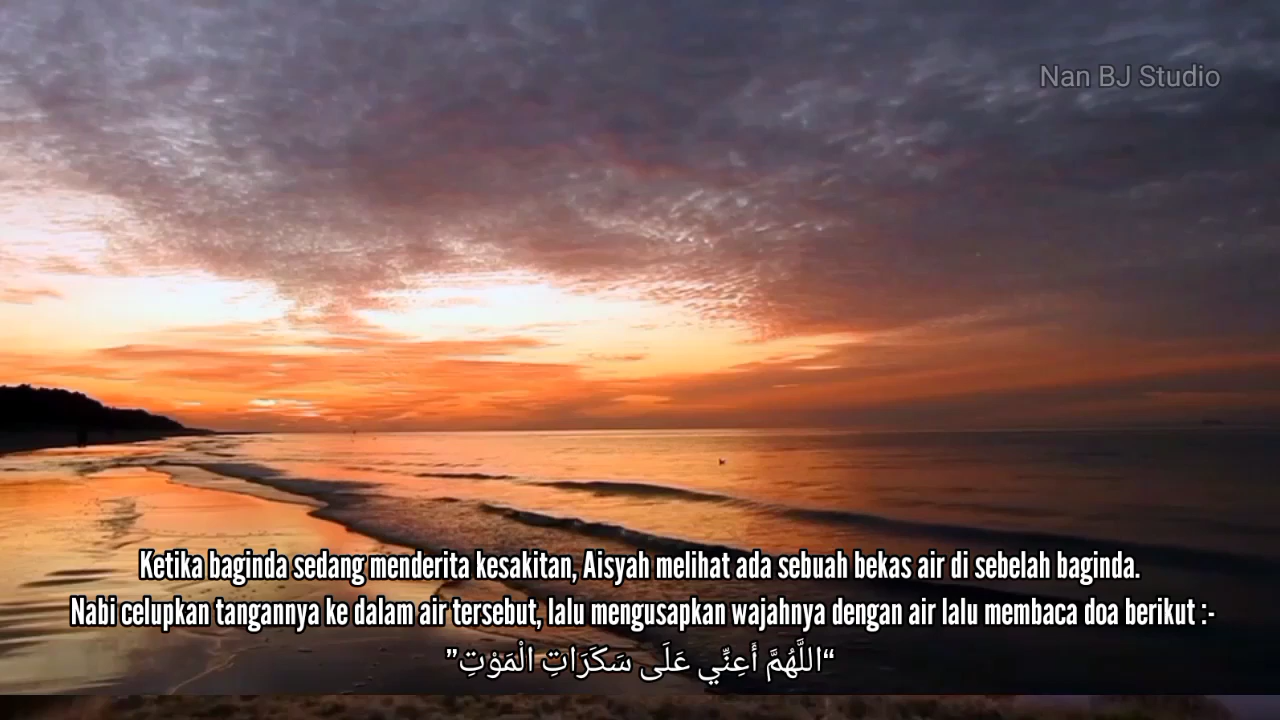 Nan BJ Studio
Ketika baginda sedang menderita kesakitan, Aisyah melihat ada sebuah bekas air di sebelah baginda.
Nabi celupkan tangannya ke dalam air tersebut, lalu mengusapkan wajahnya dengan air lalu membaca doa berikut :-
“اللَّهُمَّ أَعِنِّي عَلَى سَكَرَاتِ الْمَوْتِ”